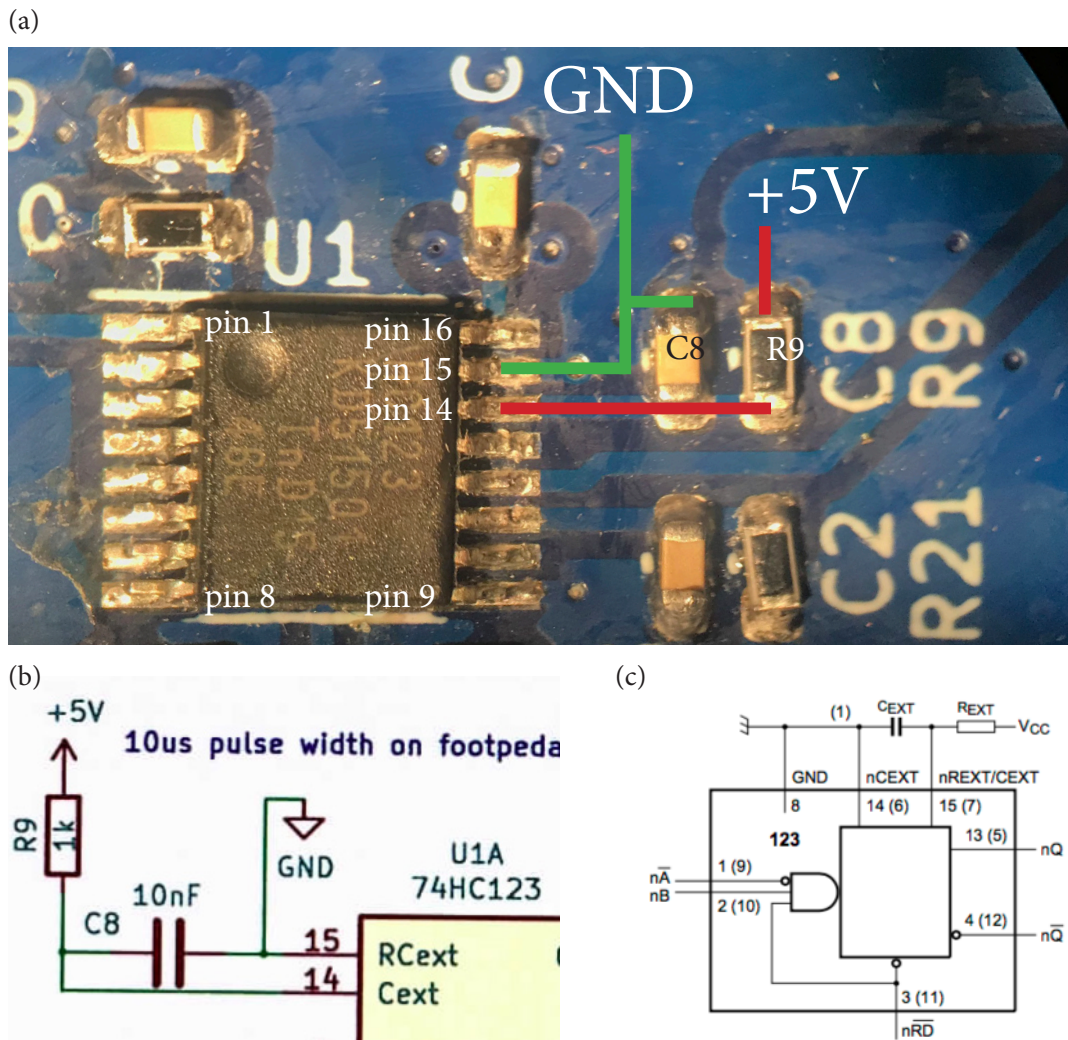 (a)
GND
+5V
9
C
0
U1
pin 1
pin 16
pin 15
pin 14
pin 8
pin 9
C8
R9
C8
R9
C2
R21
(b)
+5V
10us pulse width on footpeda
R9
1k
GND
U1A
74HC123
10nF
C8
15
RCext
14
Cext
(c)
(1)
CEXT
REXT
VCC
GND
nCEXT
nREXT/CEXT
8
14 (6)
15 (7)
123
13 (5)
nQ
1 (9)
nA̅
nB
2 (10)
4 (12)
nQ̅
3 (11)
nR̅D̅